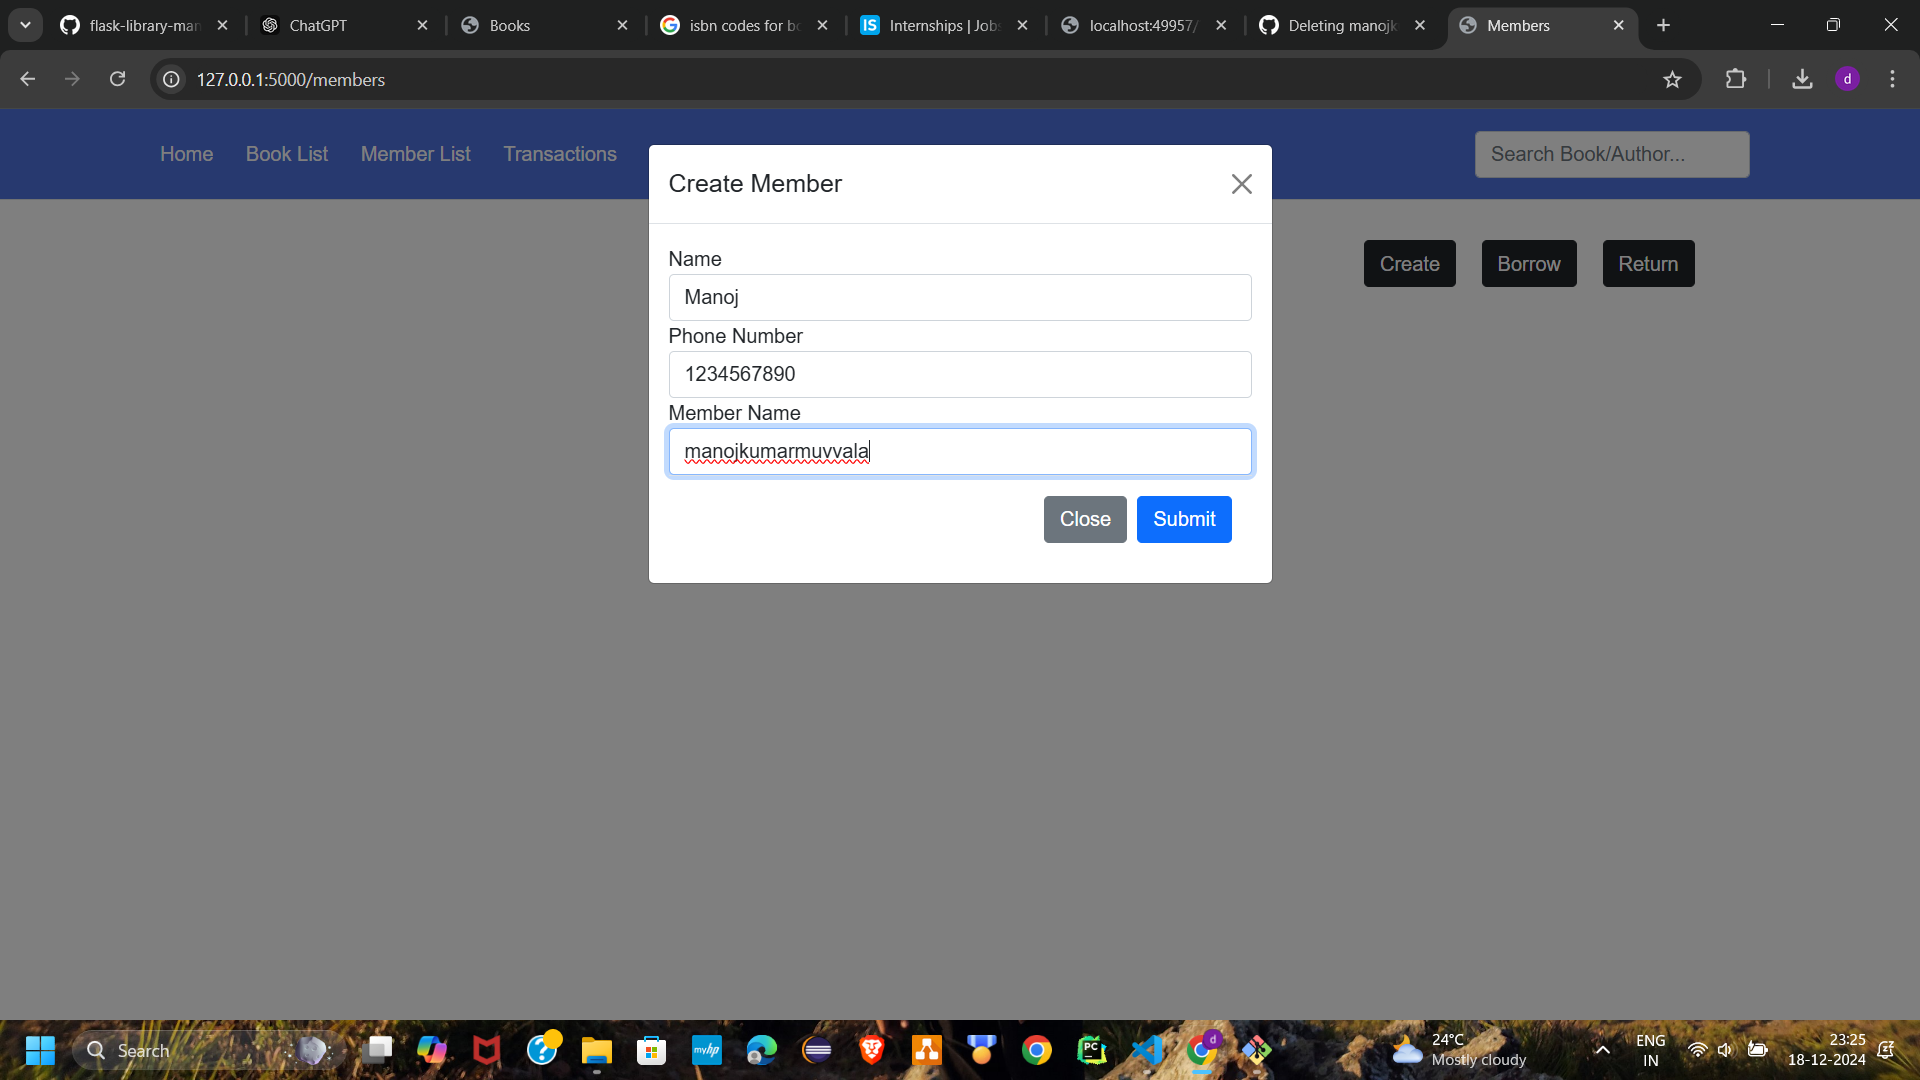 flask-library-man
ChatGPT
Books
isbn codes for bo
IS Internships | Jobs
localhost:49957/
Deleting manojk
Members
127.0.0.1:5000/members
d
Home Book List Member List Transactions
Search Book/Author...
Create Member
Create Borrow Return
Name
Manoj
Phone Number
1234567890
Member Name
manojkumarmuvvala
Close Submit
Search
myhp
PC
d
24°C
Mostly cloudy
ENG
IN
23:25
18-12-2024